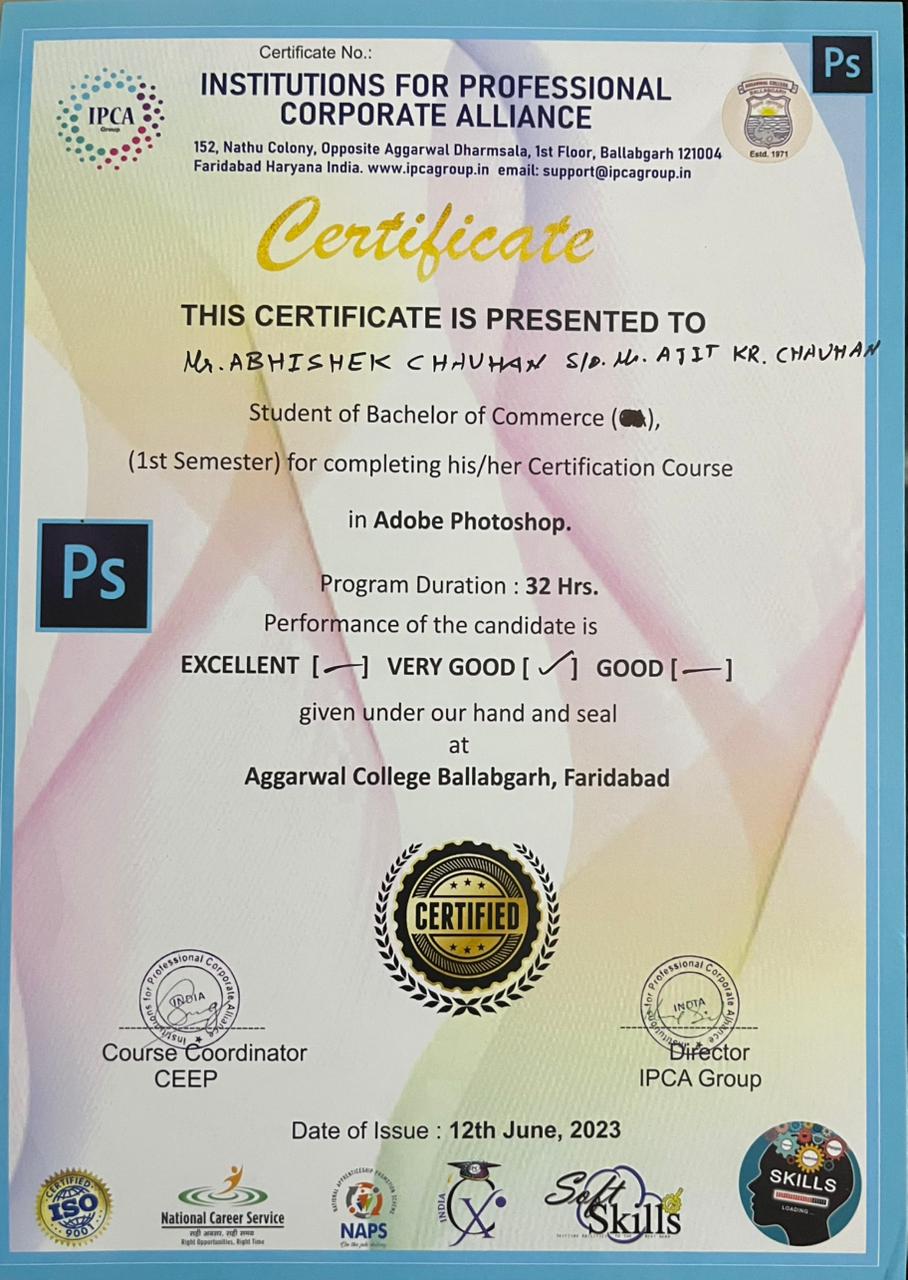 Certificate No.:
Ps
INSTITUTIONS FOR PROFESSIONAL
CORPORATE ALLIANCE
IPCA
Group
AGGARWAL COLLEGE
BALLABGARH
Estd. 1971
152, Nathu Colony, Opposite Aggarwal Dharmsala, 1st Floor, Ballabgarh 121004
Faridabad Haryana India. www.ipcagroup.in email: support@ipcagroup.in
Certificate
THIS CERTIFICATE IS PRESENTED TO
Mr. ABHISHEK CHAUHAN S/o. Mr. AJIT KR. CHAUHAN
Student of Bachelor of Commerce ( ),
(1st Semester) for completing his/her Certification Course
in Adobe Photoshop.
Ps
Program Duration : 32 Hrs.
Performance of the candidate is
EXCELLENT [—] VERY GOOD [✓] GOOD [—]
given under our hand and seal
at
Aggarwal College Ballabgarh, Faridabad
CERTIFIED
Institutions for Professional Corporate Alliance
INDIA
Institutions for Professional Corporate Alliance
INDIA
Course Coordinator
CEEP
Director
IPCA Group
Date of Issue : 12th June, 2023
CERTIFIED
ISO
9001
National Career Service
सही अवसर, सही समय
Right Opportunities, Right Time
NATIONAL APPRENTICESHIP PROMOTION SCHEME
NAPS
INDIA
Soft
Skills
SKILLS
LOADING...